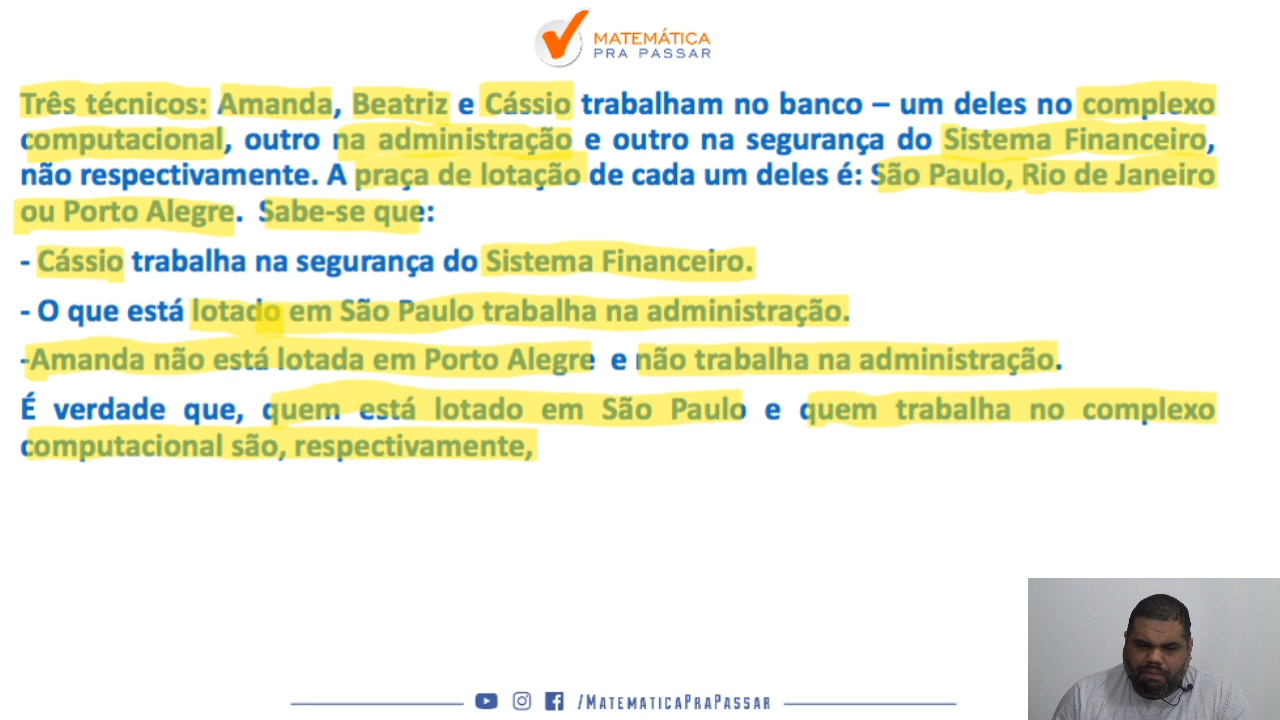 MATEMÁTICA
PRA PASSAR
Três técnicos: Amanda, Beatriz e Cássio trabalham no banco – um deles no complexo
computacional, outro na administração e outro na segurança do Sistema Financeiro,
não respectivamente. A praça de lotação de cada um deles é: São Paulo, Rio de Janeiro
ou Porto Alegre. Sabe-se que:
- Cássio trabalha na segurança do Sistema Financeiro.
- O que está lotado em São Paulo trabalha na administração.
-Amanda não está lotada em Porto Alegre e não trabalha na administração.
É verdade que, quem está lotado em São Paulo e quem trabalha no complexo
computacional são, respectivamente,
/MATEMATICAPRAPASSAR